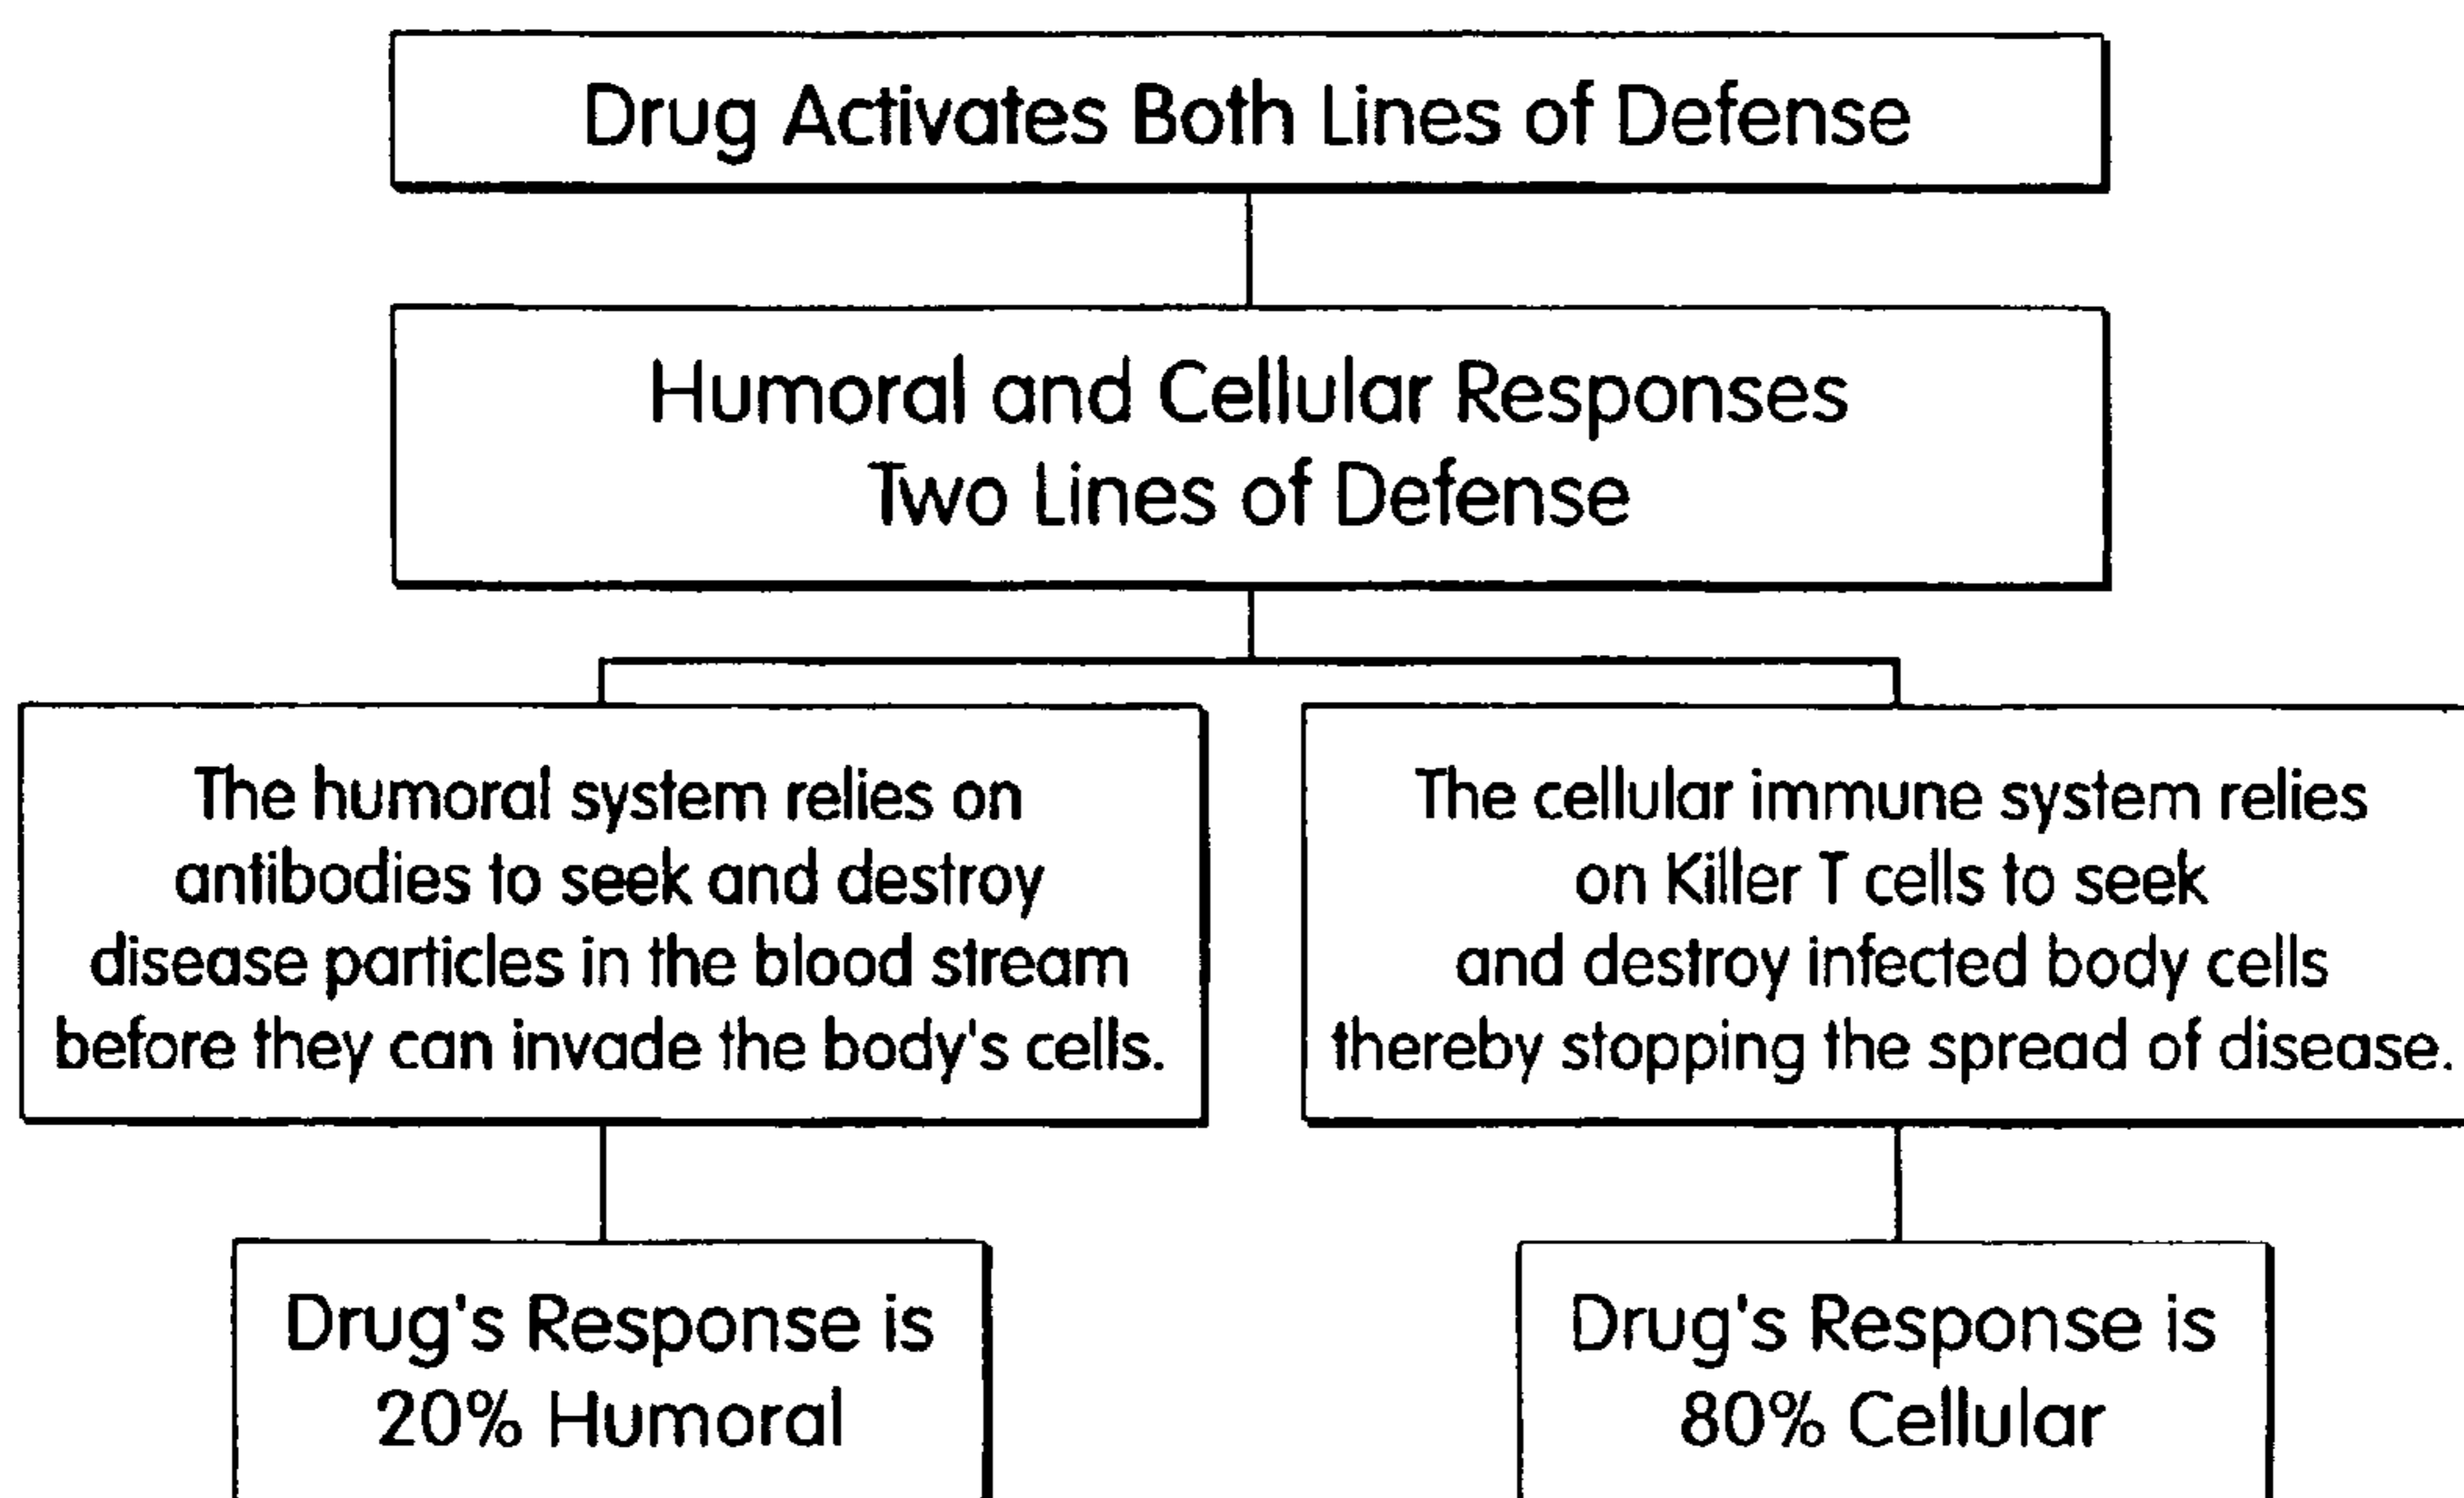 Drug Activates Both Lines of Defense
Humoral and Cellular Responses
Two Lines of Defense
The humoral system relies on
antibodies to seek and destroy
disease particles in the blood stream
before they can invade the body's cells.
The cellular immune system relies
on Killer T cells to seek
and destroy infected body cells
thereby stopping the spread of disease.
Drug's Response is
20% Humoral
Drug's Response is
80% Cellular